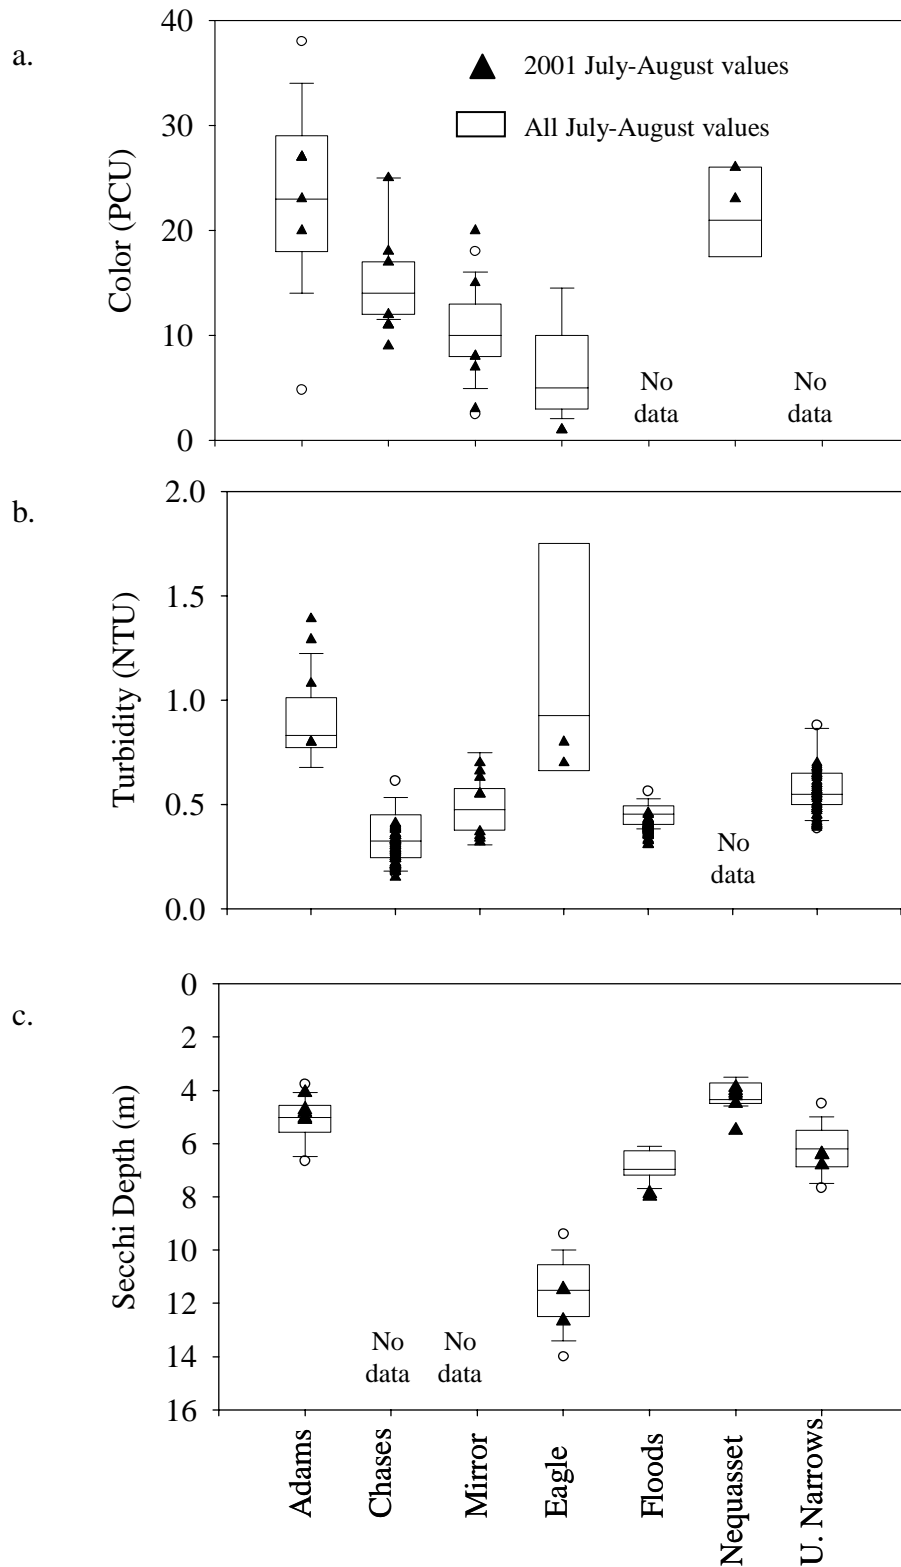 a.
40
30
20
10
0
Color (PCU)
2001 July-August values
All July-August values
No
data
No
data
b.
2.0
1.5
1.0
0.5
0.0
Turbidity (NTU)
No
data
c.
0
2
4
6
8
10
12
14
16
Secchi Depth (m)
No
data
No
data
Adams
Chases
Mirror
Eagle
Floods
Nequasset
U. Narrows